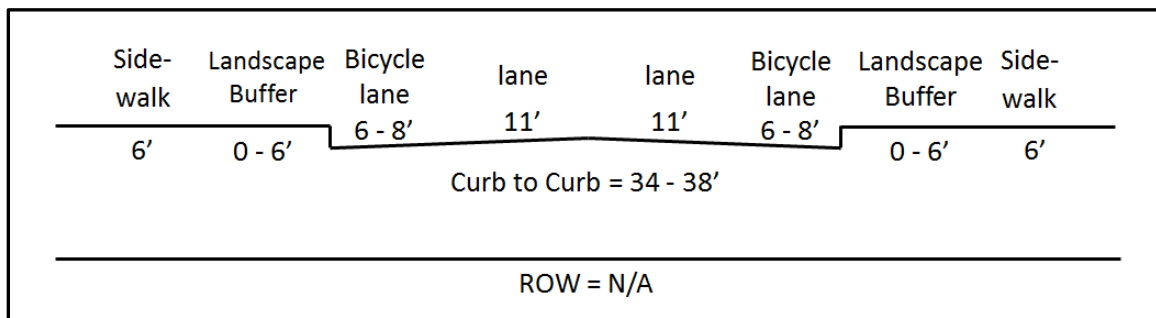 Side-
walk
6’
Landscape
Buffer
0 - 6’
Bicycle
lane
6 - 8’
lane
11’
lane
11’
Bicycle
lane
6 - 8’
Landscape
Buffer
0 - 6’
Side-
walk
6’
Curb to Curb = 34 - 38’
ROW = N/A